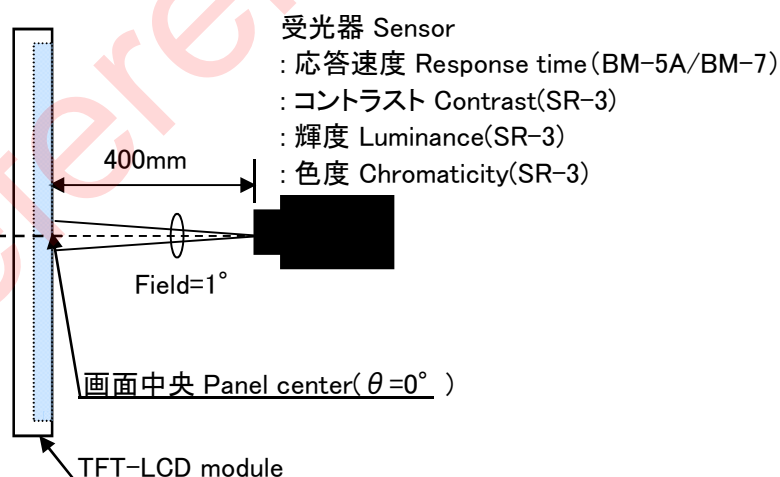 受光器 Sensor
: 応答速度 Response time(BM-5A/BM-7)
: コントラスト Contrast(SR-3)
: 輝度 Luminance(SR-3)
: 色度 Chromaticity(SR-3)
400mm
Field=1°
画面中央 Panel center(θ=0° )
TFT-LCD module